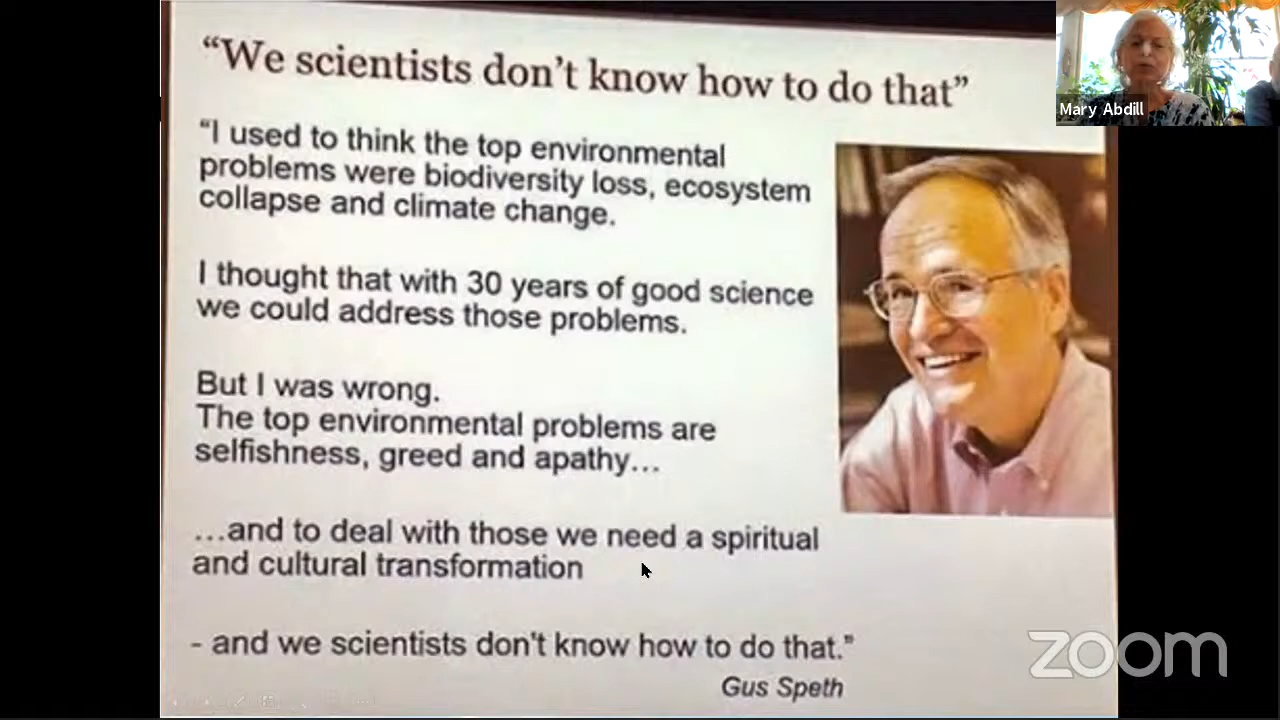 “We scientists don’t know how to do that”
“I used to think the top environmental
problems were biodiversity loss, ecosystem
collapse and climate change.
I thought that with 30 years of good science
we could address those problems.
But I was wrong.
The top environmental problems are
selfishness, greed and apathy…
…and to deal with those we need a spiritual
and cultural transformation
- and we scientists don't know how to do that.”
Gus Speth
Mary Abdill
zoom